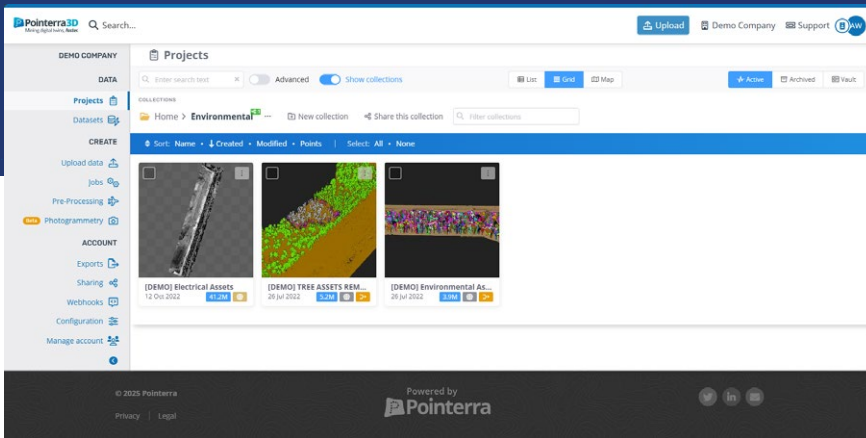 Pointerra3D
Mining digital twins, faster
Search...
Upload
Demo Company
Support
AW
DEMO COMPANY
DATA
Projects
Datasets
CREATE
Upload data
Jobs
Pre-Processing
Beta Photogrammetry
ACCOUNT
Exports
Sharing
Webhooks
Configuration
Manage account
Projects
Enter search text
Advanced
Show collections
List
Grid
Map
Active
Archived
Vault
COLLECTIONS
Home > Environmental
New collection
Share this collection
Filter collections
Sort: Name • Created • Modified • Points | Select: All • None
[DEMO] Electrical Assets
12 Oct 2022 41.2M
[DEMO] TREE ASSETS REM...
26 Jul 2022 5.2M
[DEMO] Environmental As...
26 Jul 2022 3.9M
© 2025 Pointerra
Privacy | Legal
Powered by
Pointerra